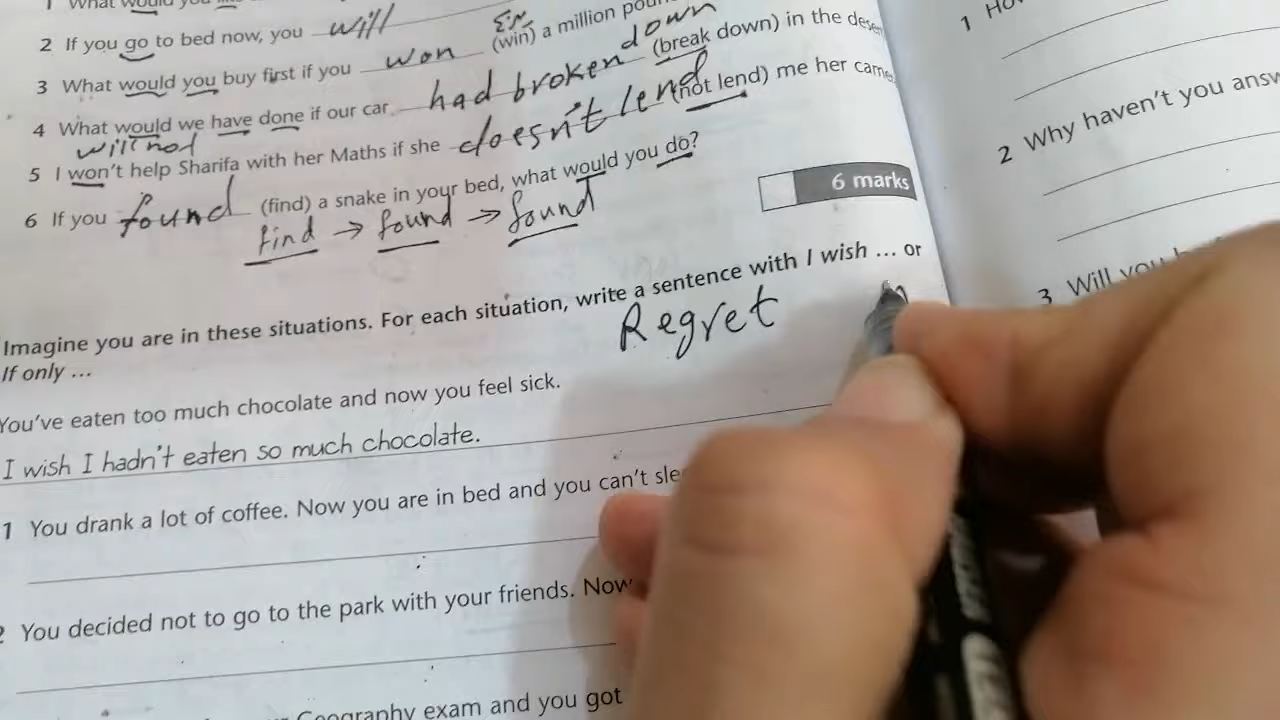 1 What would you
2 If you go to bed now, you will
3 What would you buy first if you won (win) a million
4 What would we have done if our car had broken down (break down) in the
will not
5 I won't help Sharifa with her Maths if she doesn't lend (not lend) me her
6 If you found (find) a snake in your bed, what would you do?
find → found → found
6 marks
Imagine you are in these situations. For each situation, write a sentence with I wish ... or
If only ...
Regret
You've eaten too much chocolate and now you feel sick.
I wish I hadn't eaten so much chocolate.
1 You drank a lot of coffee. Now you are in bed and you can't
2 You decided not to go to the park with your friends. Now
Geography exam and you got
1
2 Why haven't you
3 Will you